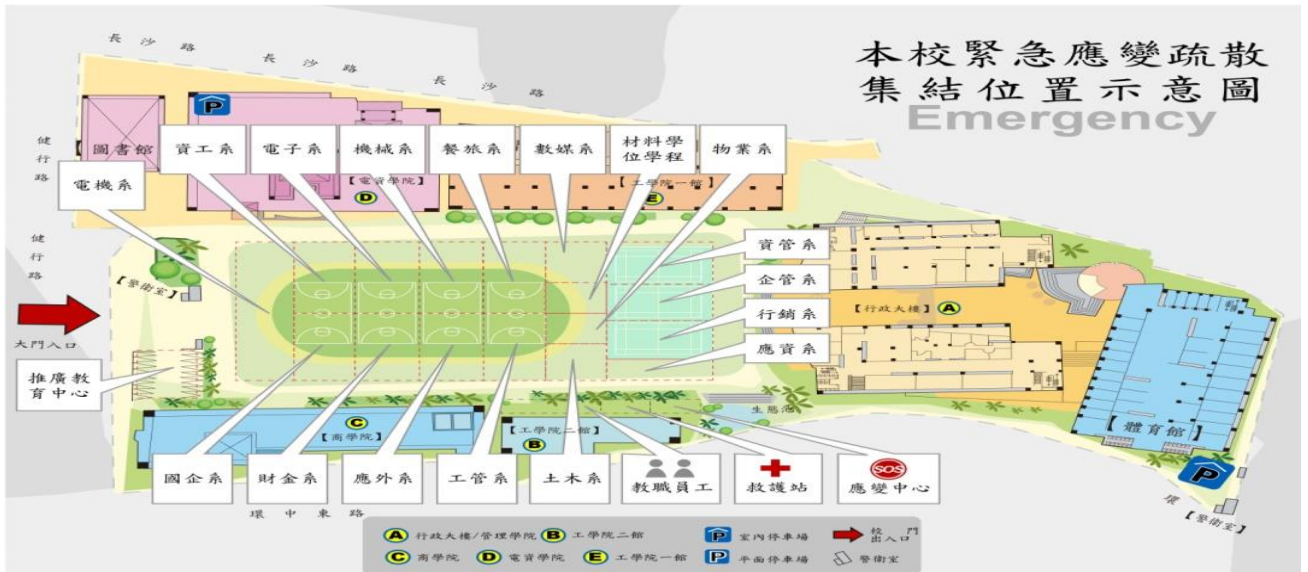 本校緊急應變疏散
集結位置示意圖
Emergency
長沙路
長沙路
長沙路
健行路
健行路
P
圖書館
資工系
電子系
機械系
餐旅系
數媒系
材料學
位學程
物業系
電機系
【電資學院】
D
【工學院一館】
E
資管系
企管系
行銷系
應資系
【警衛室】
大門入口
【行政大樓】
A
推廣教
育中心
C
【商學院】
【工學院二館】
B
生態池
【體育館】
國企系
財金系
應外系
工管系
土木系
教職員工
救護站
SOS
應變中心
P
環
【警衛室】
環中東路
A 行政大樓/管理學院
B 工學院二館
P 室內停車場
校門
出入口
C 商學院
D 電資學院
E 工學院一館
P 平面停車場
警衛室